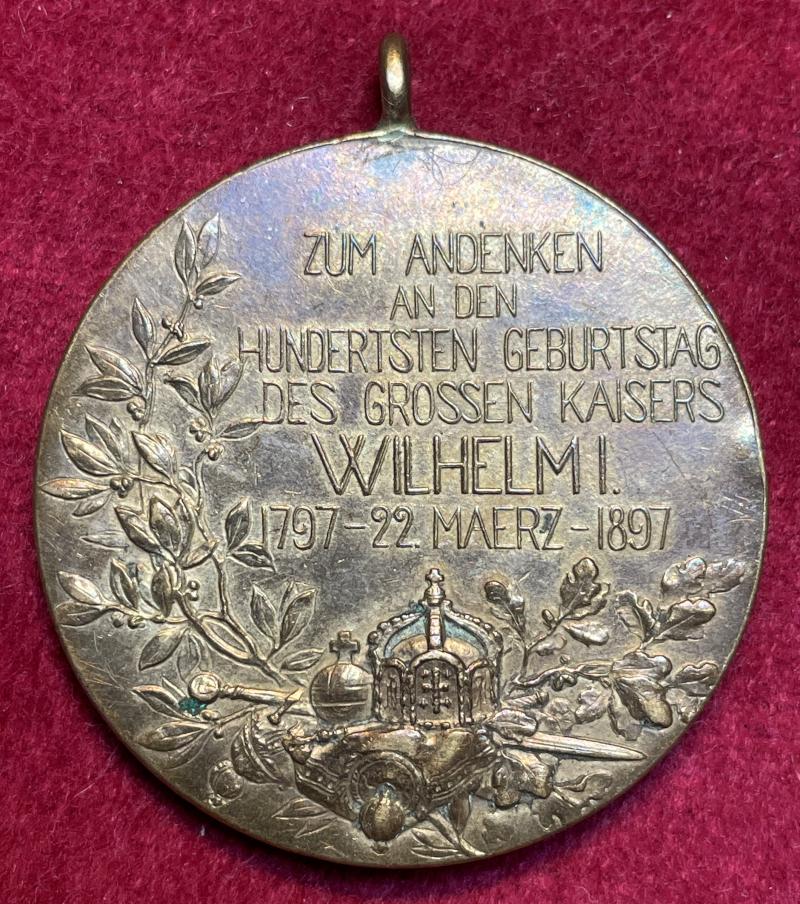 ZUM ANDENKEN
AN DEN
HUNDERTSTEN GEBURTSTAG
DES GROSSEN KAISERS
WILHELM I.
1797–22. MAERZ–1897